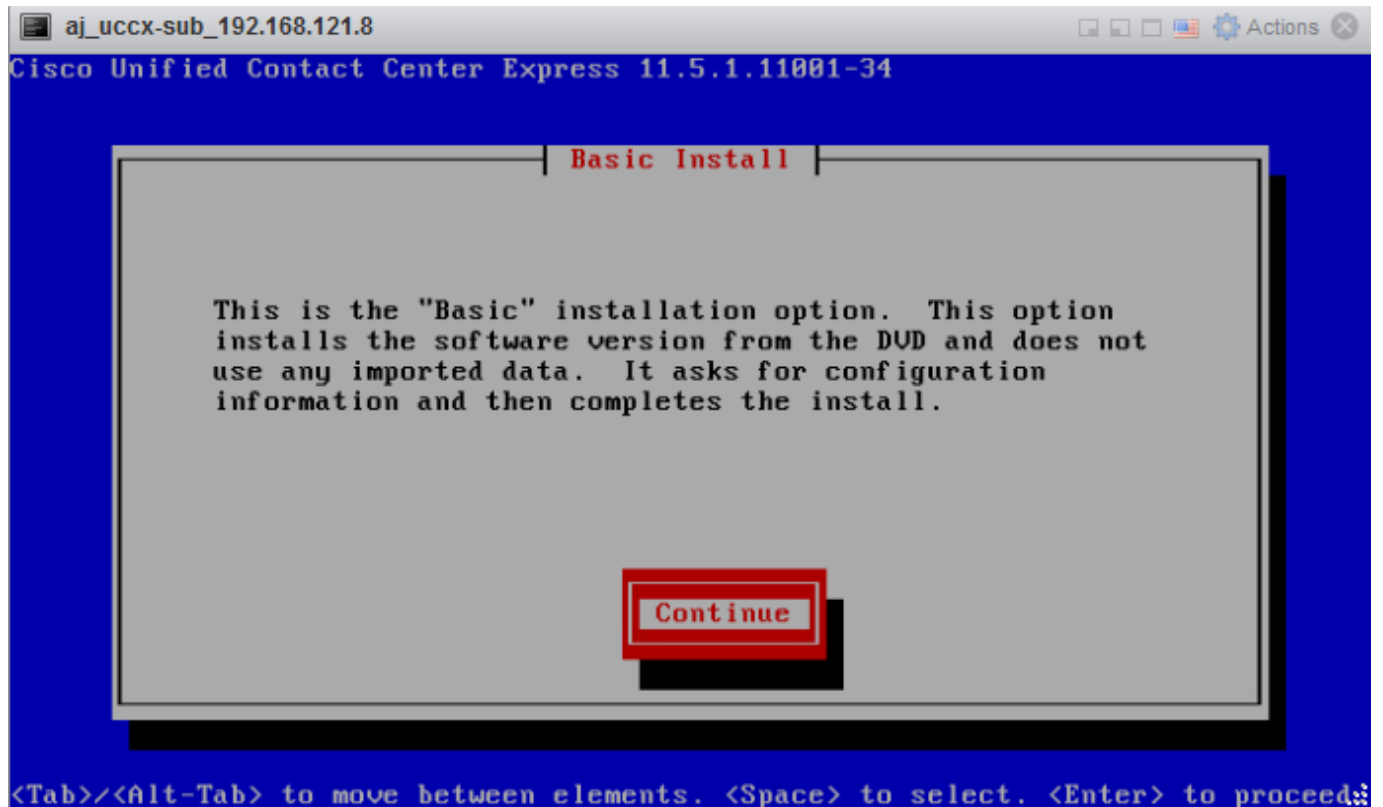 aj_uccx-sub_192.168.121.8
Actions
Cisco Unified Contact Center Express 11.5.1.11001-34
Basic Install
This is the "Basic" installation option.  This option
installs the software version from the DVD and does not
use any imported data.  It asks for configuration
information and then completes the install.
Continue
<Tab>/<Alt-Tab> to move between elements. <Space> to select. <Enter> to proceed